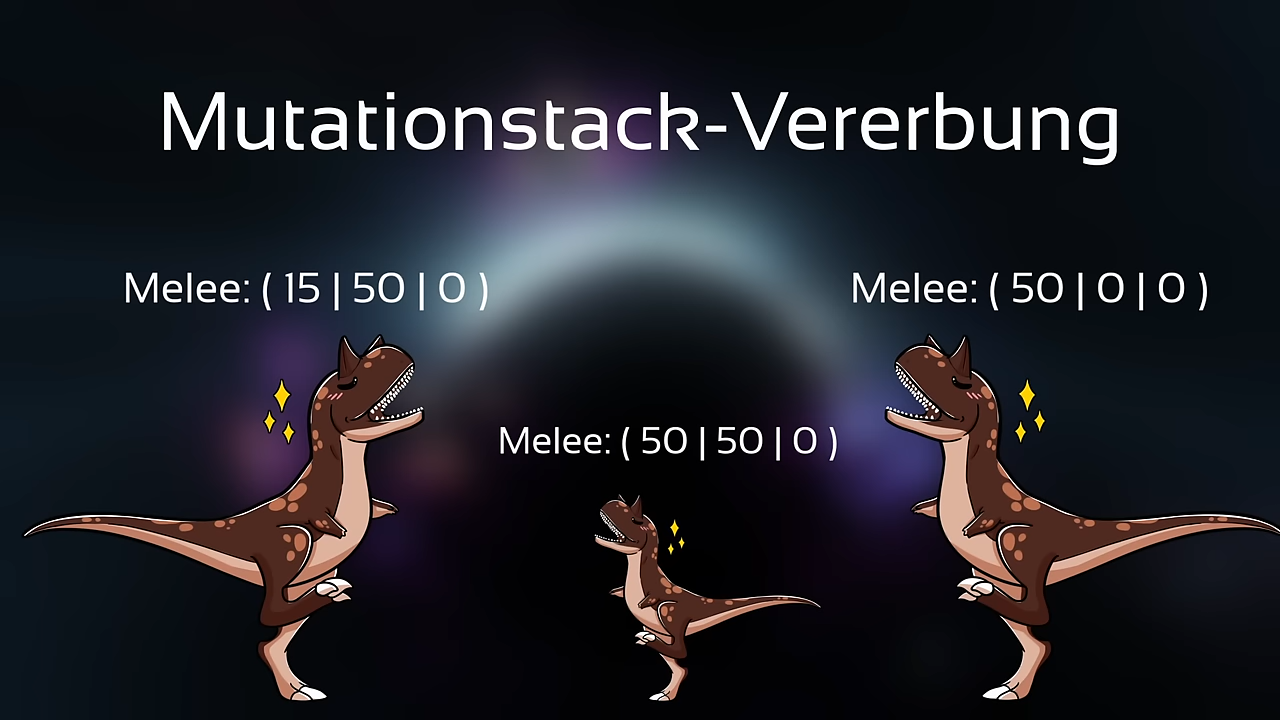 Mutationstack-Vererbung
Melee: ( 15 | 50 | 0 )
Melee: ( 50 | 0 | 0 )
Melee: ( 50 | 50 | 0 )